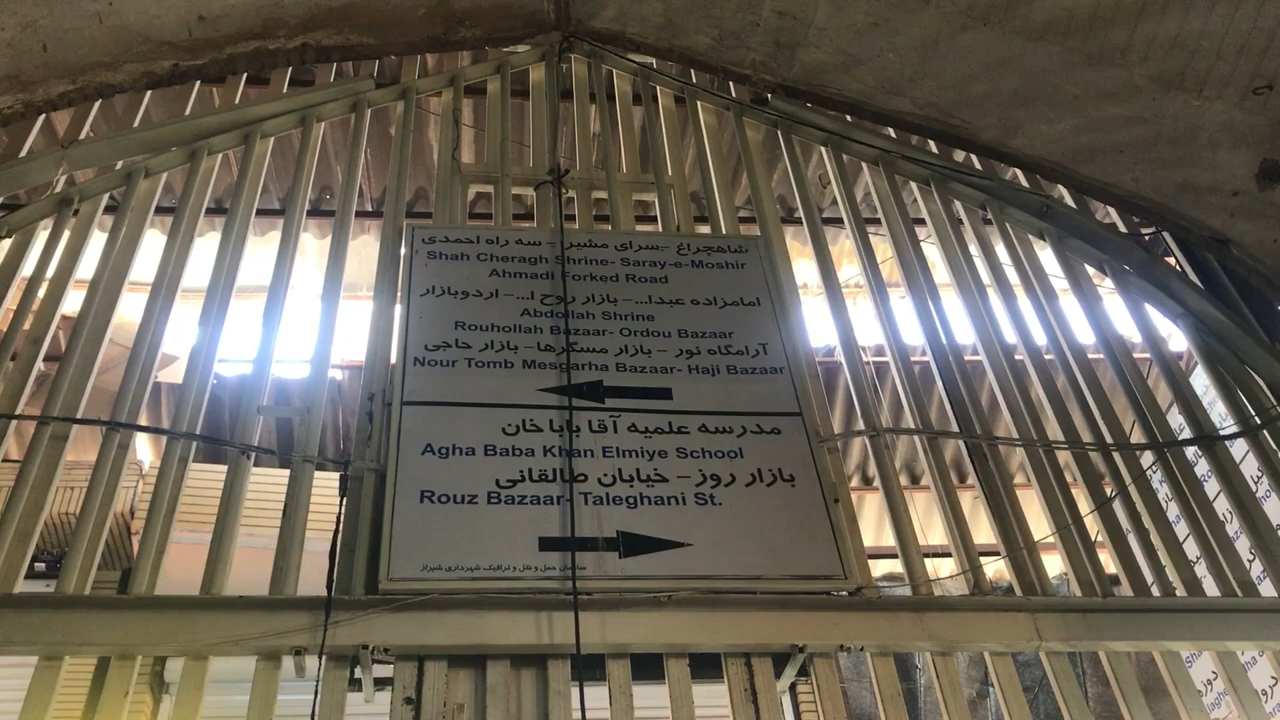 شاهچراغ - سرای مشیر - سه راه احمدی
Shah Cheragh Shrine- Saray-e-Moshir
Ahmadi Forked Road
امامزاده عبدا...- بازار روح ا...- اردوبازار
Abdollah Shrine
Rouhollah Bazaar- Ordou Bazaar
آرامگاه نور - بازار مسگرها- بازار حاجی
Nour Tomb Mesgarha Bazaar- Haji Bazaar
مدرسه علمیه آقا باباخان
Agha Baba Khan Elmiye School
بازار روز- خیابان طالقانی
Rouz Bazaar- Taleghani St.
سازمان حمل و نقل و ترافیک شهرداری شیراز